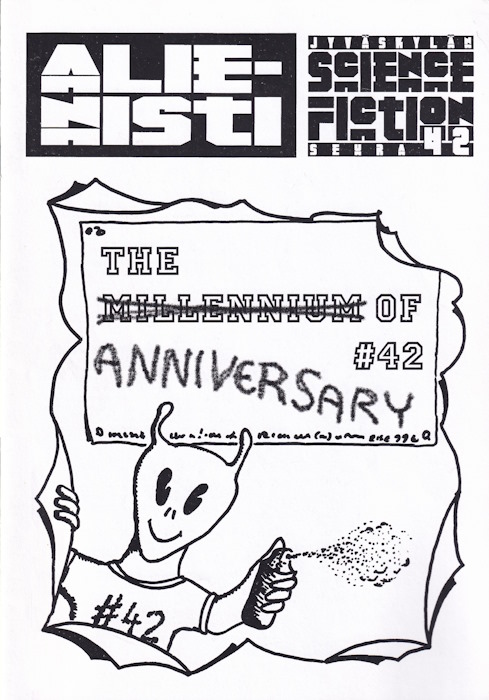 ALIE-
NISTI
JYVÄSKYLÄN
SCIENCE
FICTION
SEURA 42
THE
MILLENNIUM OF
#42
ANNIVERSARY
#42